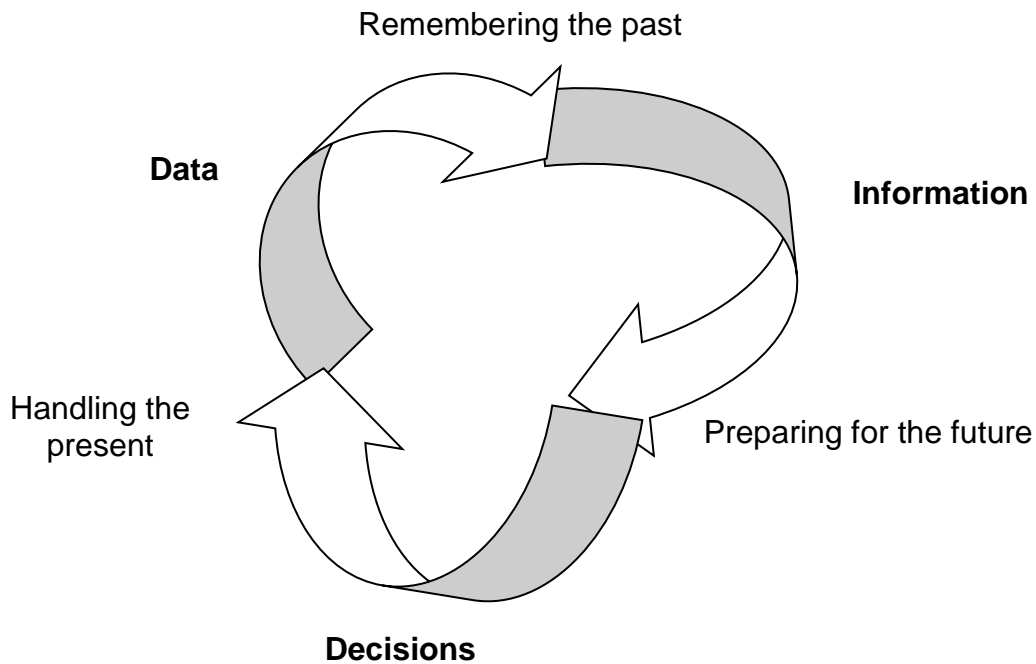 Remembering the past
Data
Information
Handling the
present
Preparing for the future
Decisions